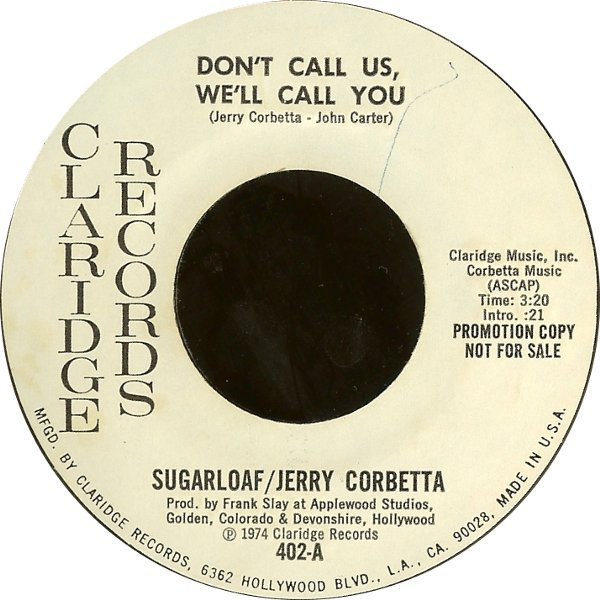 DON'T CALL US,
WE'LL CALL YOU
(Jerry Corbetta - John Carter)
CLARIDGE
RECORDS
Claridge Music, Inc.
Corbetta Music
(ASCAP)
Time: 3:20
Intro. :21
PROMOTION COPY
NOT FOR SALE
SUGARLOAF/JERRY CORBETTA
Prod. by Frank Slay at Applewood Studios,
Golden, Colorado & Devonshire, Hollywood
℗ 1974 Claridge Records
402-A
MFGD. BY CLARIDGE RECORDS, 6362 HOLLYWOOD BLVD., L.A., CA. 90028, MADE IN U.S.A.